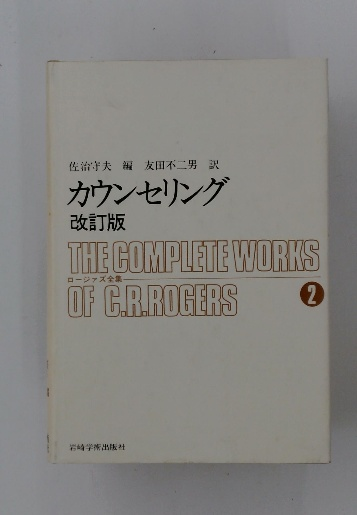 佐治守夫 編 友田不二男 訳
カウンセリング
改訂版
THE COMPLETE WORKS
ロージァズ全集
OF C.R.ROGERS
2
岩崎学術出版社